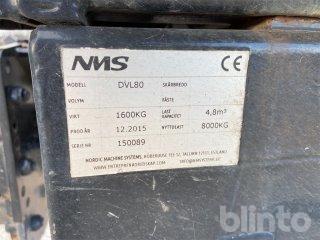 NMS CE
MODELL DVL80 SKÄRBREDD
VOLYM FÄSTE
VIKT 1600KG LAST KAPACITET 4,8m³
PROD ÅR 12.2015 NYTTOLAST 8000KG
SERIE NR 150089
NORDIC MACHINE SYSTEMS,
blinto